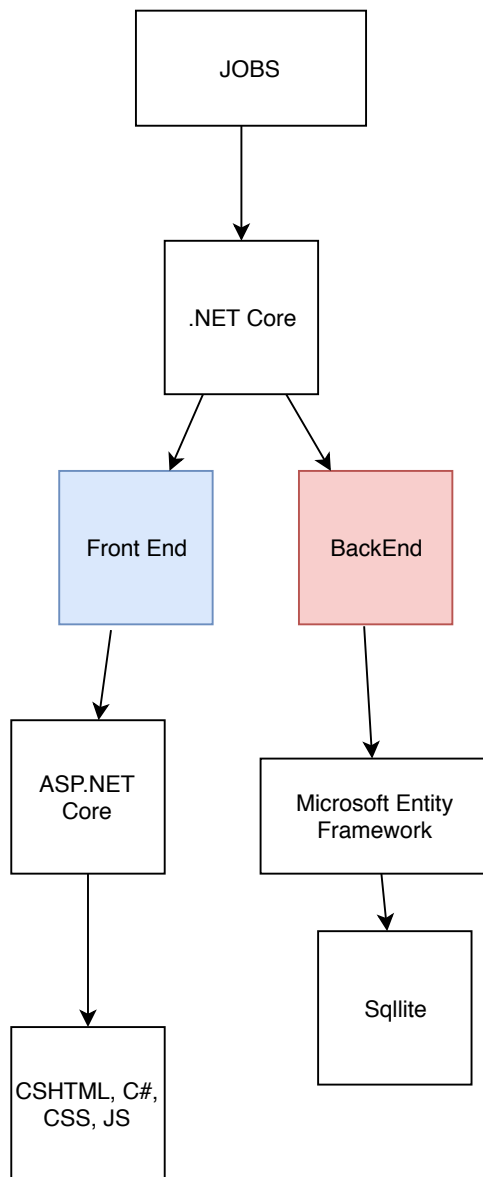 JOBS
.NET Core
Front End
BackEnd
ASP.NET
Core
Microsoft Entity
Framework
Sqllite
CSHTML, C#,
CSS, JS